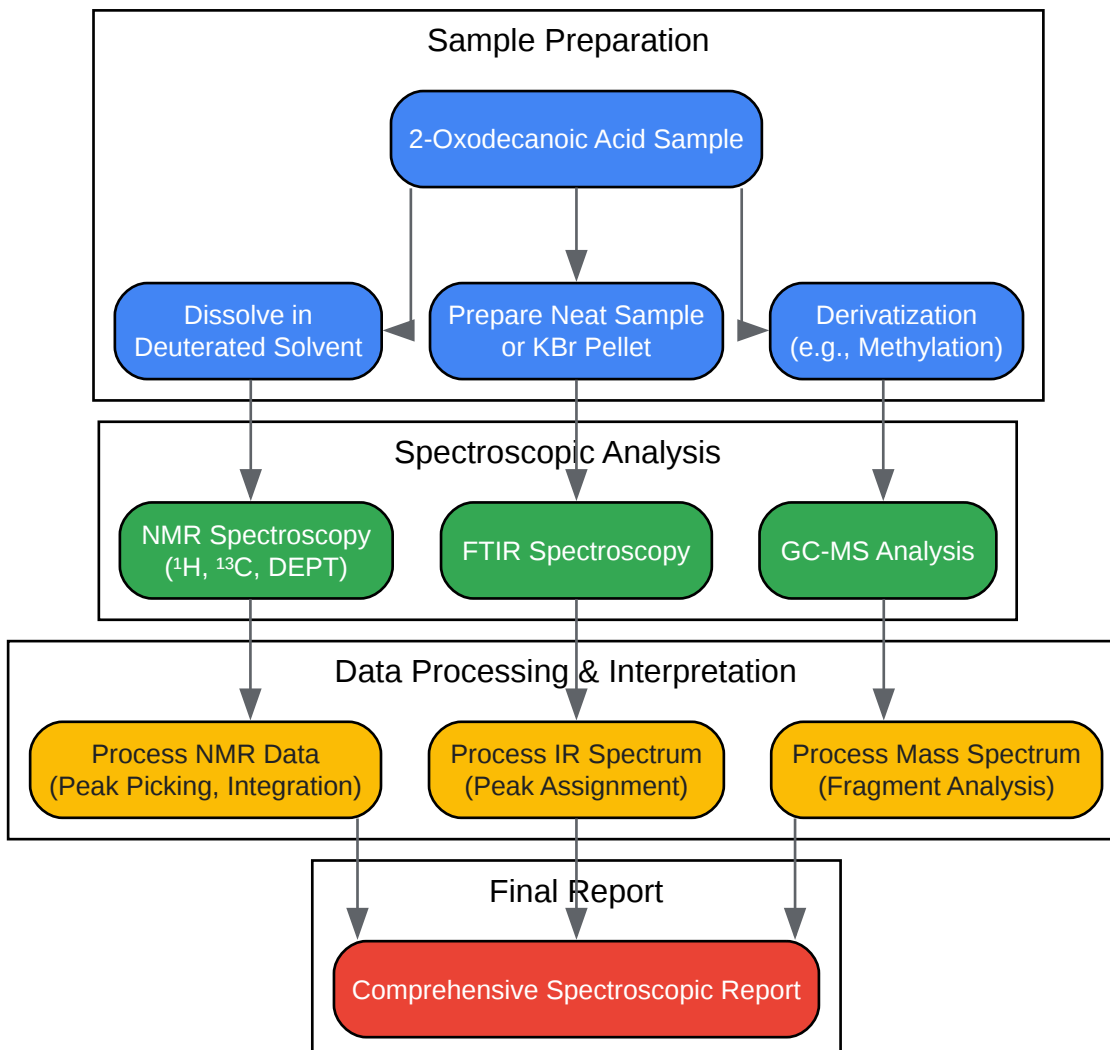 Sample Preparation
2-Oxodecanoic Acid Sample
Dissolve in
Deuterated Solvent
Prepare Neat Sample
or KBr Pellet
Derivatization
(e.g., Methylation)
Spectroscopic Analysis
NMR Spectroscopy
(¹H, ¹³C, DEPT)
FTIR Spectroscopy
GC-MS Analysis
Data Processing & Interpretation
Process NMR Data
(Peak Picking, Integration)
Process IR Spectrum
(Peak Assignment)
Process Mass Spectrum
(Fragment Analysis)
Final Report
Comprehensive Spectroscopic Report